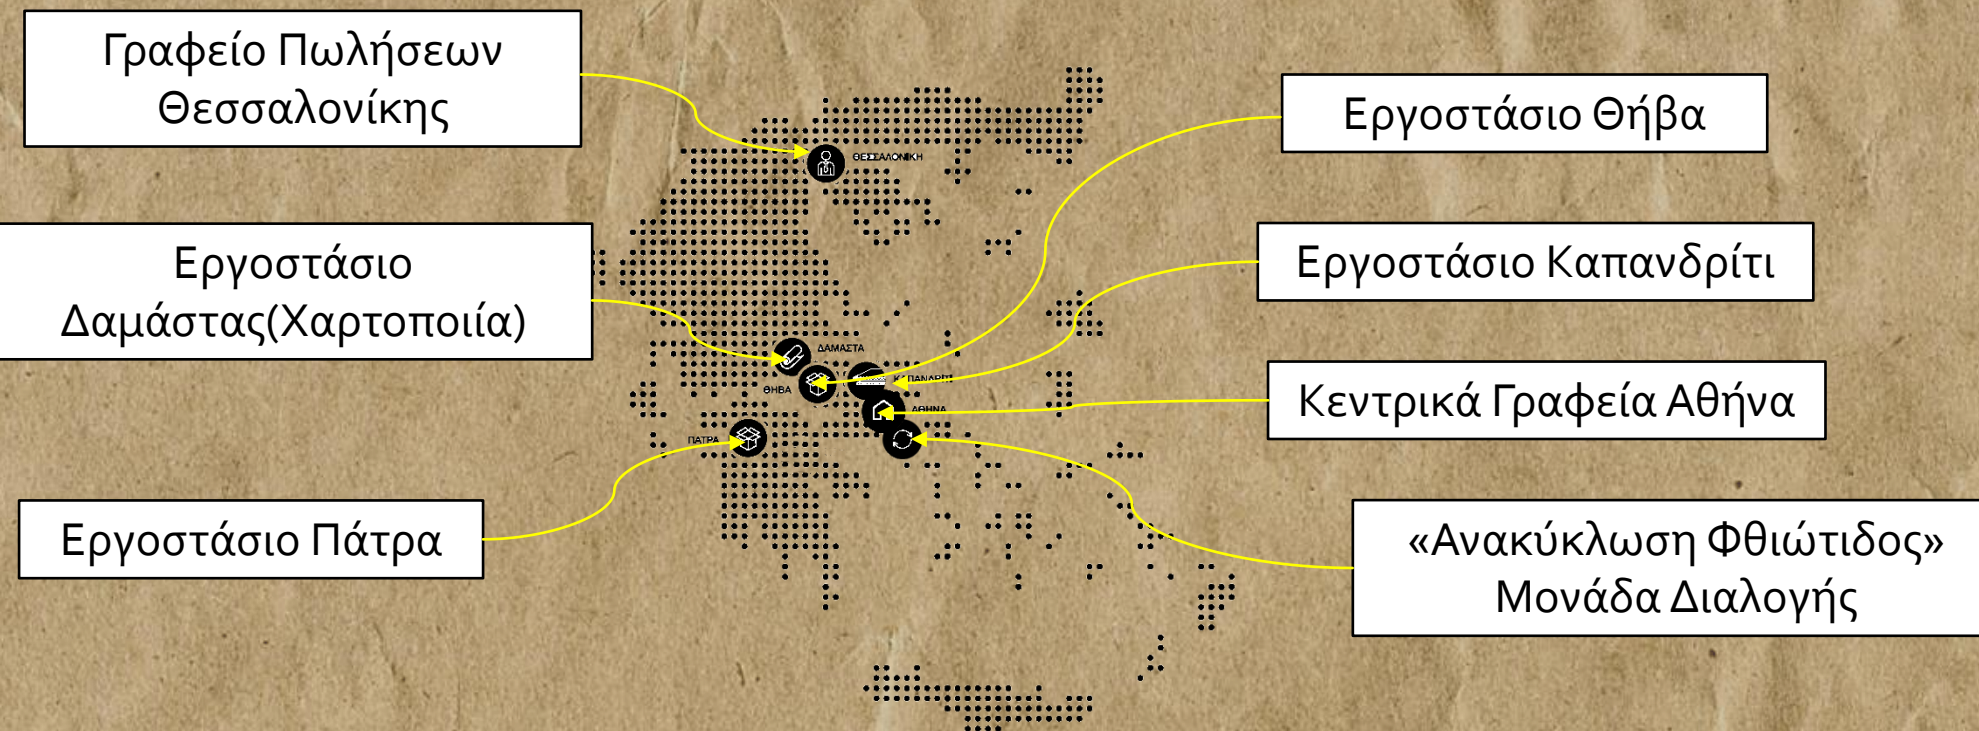 Γραφείο Πωλήσεων
Θεσσαλονίκης
Εργοστάσιο Θήβα
Εργοστάσιο
Δαμάστας(Χαρτοποιία)
Εργοστάσιο Καπανδρίτι
Κεντρικά Γραφεία Αθήνα
Εργοστάσιο Πάτρα
«Ανακύκλωση Φθιώτιδος»
Μονάδα Διαλογής
ΘΕΣΣΑΛΟΝΙΚΗ
ΔΑΜΑΣΤΑ
ΘΗΒΑ
ΚΑΠΑΝΔΡΙΤΙ
ΑΘΗΝΑ
ΠΑΤΡΑ